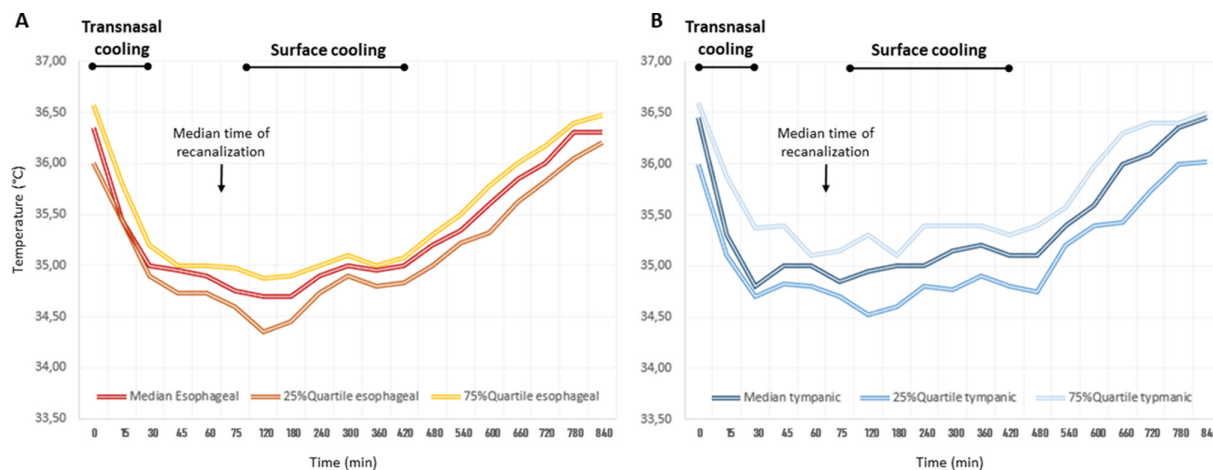 A
Transnasal
cooling
Surface cooling
37,00
36,50
36,00
35,50
35,00
34,50
34,00
33,50
Temperature (°C)
Median time of
recanalization
Median Esophageal 25%Quartile esophageal 75%Quartile esophageal
0 15 30 45 60 75 120 180 240 300 360 420 480 540 600 660 720 780 840
Time (min)
B
Transnasal
cooling
Surface cooling
37,00
36,50
36,00
35,50
35,00
34,50
34,00
33,50
Median time of
recanalization
Median tympanic 25%Quartile tympanic 75%Quartile typmanic
0 15 30 45 60 75 120 180 240 300 360 420 480 540 600 660 720 780 84
Time (min)